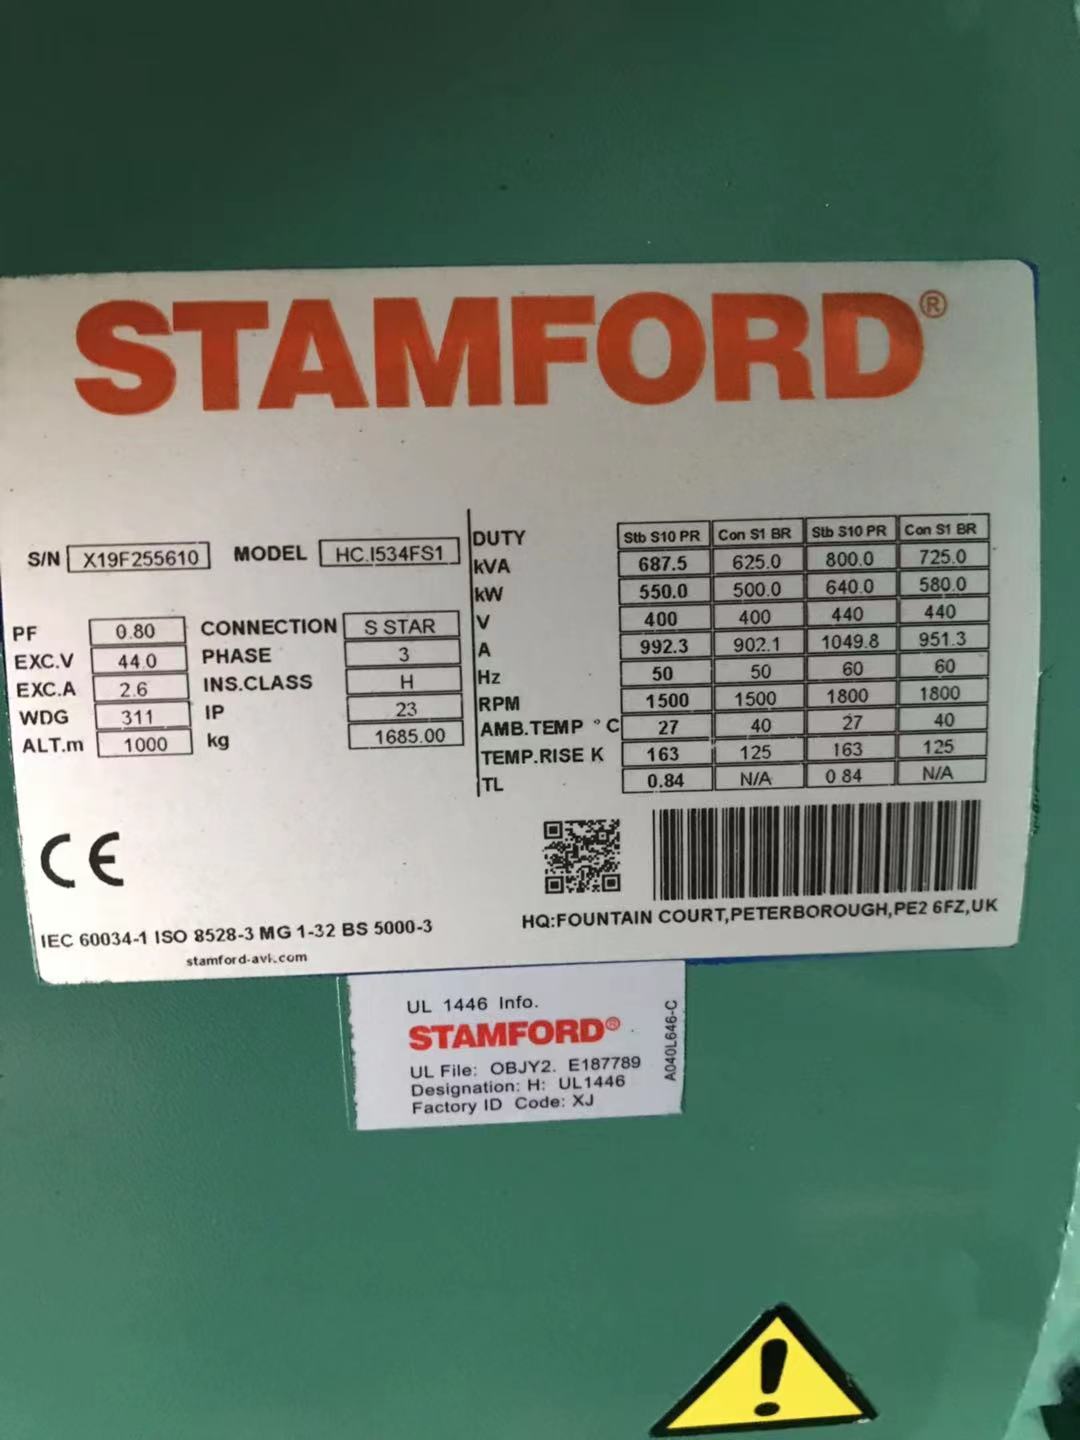 STAMFORD®
S/N X19F255610 MODEL HC.I534FS1
PF 0.80 CONNECTION S STAR
EXC.V 44.0 PHASE 3
EXC.A 2.6 INS.CLASS H
WDG 311 IP 23
ALT.m 1000 kg 1685.00
DUTY Stb S10 PR Con S1 BR Stb S10 PR Con S1 BR
kVA 687.5 625.0 800.0 725.0
kW 550.0 500.0 640.0 580.0
V 400 400 440 440
A 992.3 902.1 1049.8 951.3
Hz 50 50 60 60
RPM 1500 1500 1800 1800
AMB.TEMP °C 27 40 27 40
TEMP.RISE K 163 125 163 125
TL 0.84 N/A 0.84 N/A
CE
IEC 60034-1 ISO 8528-3 MG 1-32 BS 5000-3
stamford-avk.com
HQ:FOUNTAIN COURT,PETERBOROUGH,PE2 6FZ,UK
UL 1446 Info.
STAMFORD®
UL File: OBJY2. E187789
Designation: H: UL1446
Factory ID Code: XJ
A040L646-C